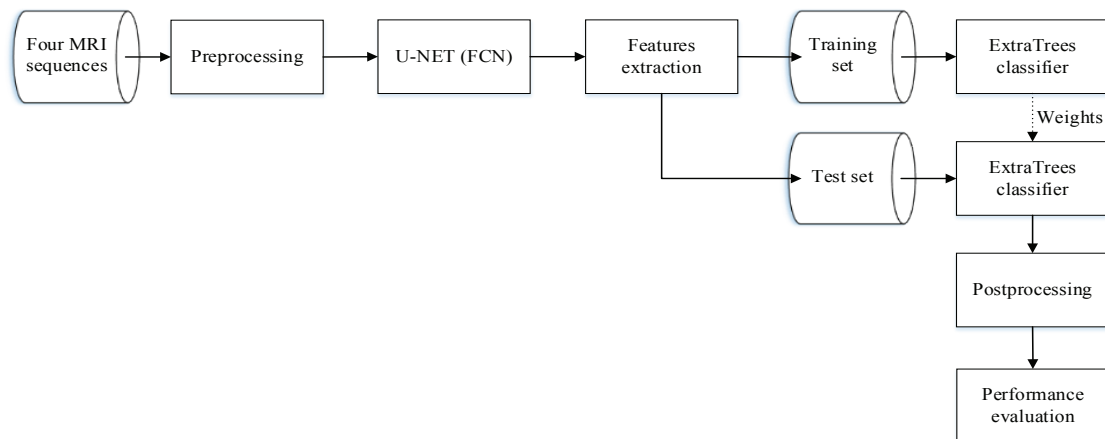 Four MRI
sequences
Preprocessing
U-NET (FCN)
Features
extraction
Training
set
ExtraTrees
classifier
Weights
Test set
ExtraTrees
classifier
Postprocessing
Performance
evaluation